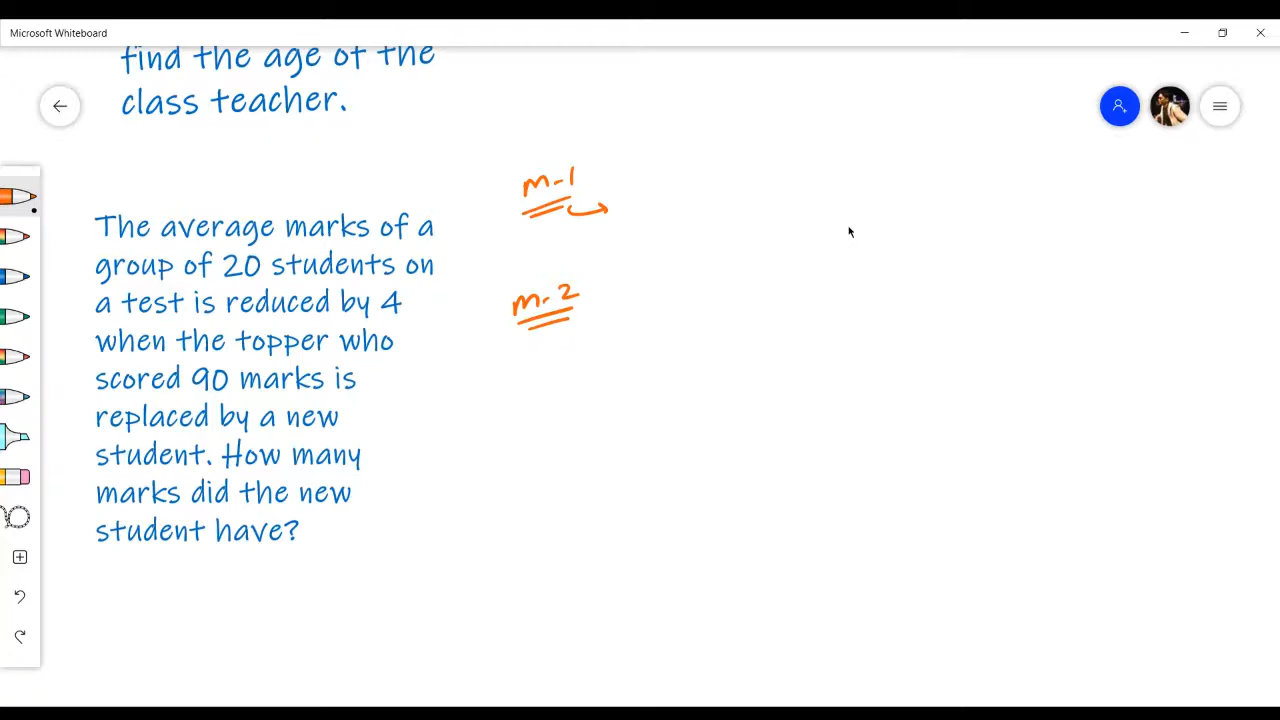 Microsoft Whiteboard
find the age of the
class teacher.
m-1
The average marks of a
group of 20 students on
a test is reduced by 4
when the topper who
scored 90 marks is
replaced by a new
student. How many
marks did the new
student have?
m-2